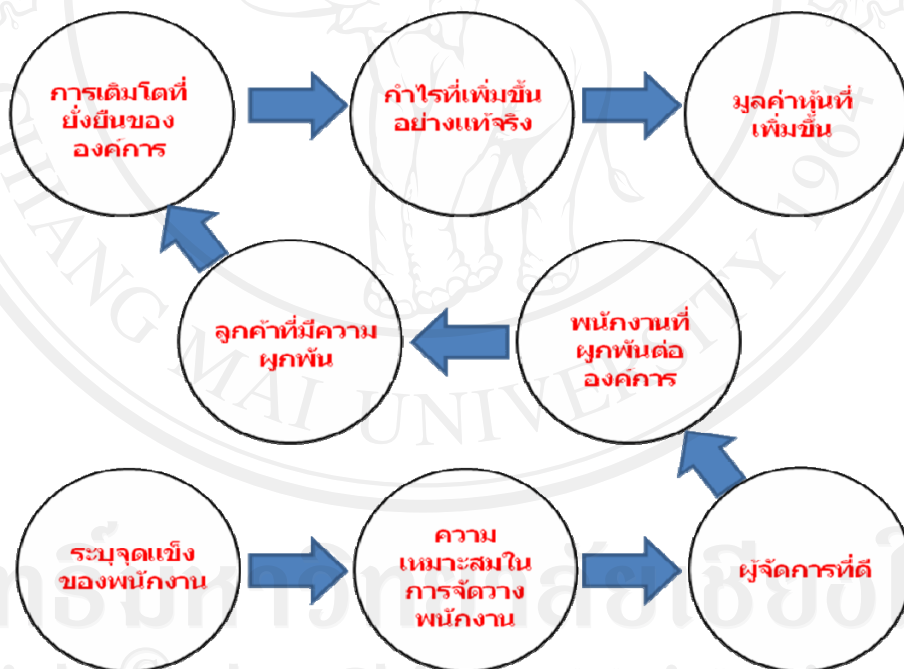 การเติมโตที่
ยั่งยืนของ
องค์การ
กำไรที่เพิ่มขึ้น
อย่างแท้จริง
มูลค่าหุ้นที่
เพิ่มขึ้น
ลูกค้าที่มีความ
ผูกพัน
พนักงานที่
ผูกพันต่อ
องค์การ
ระบุจุดแข็ง
ของพนักงาน
ความ
เหมาะสมใน
การจัดวาง
พนักงาน
ผู้จัดการที่ดี
CHIANG MAI UNIVERSITY 1964